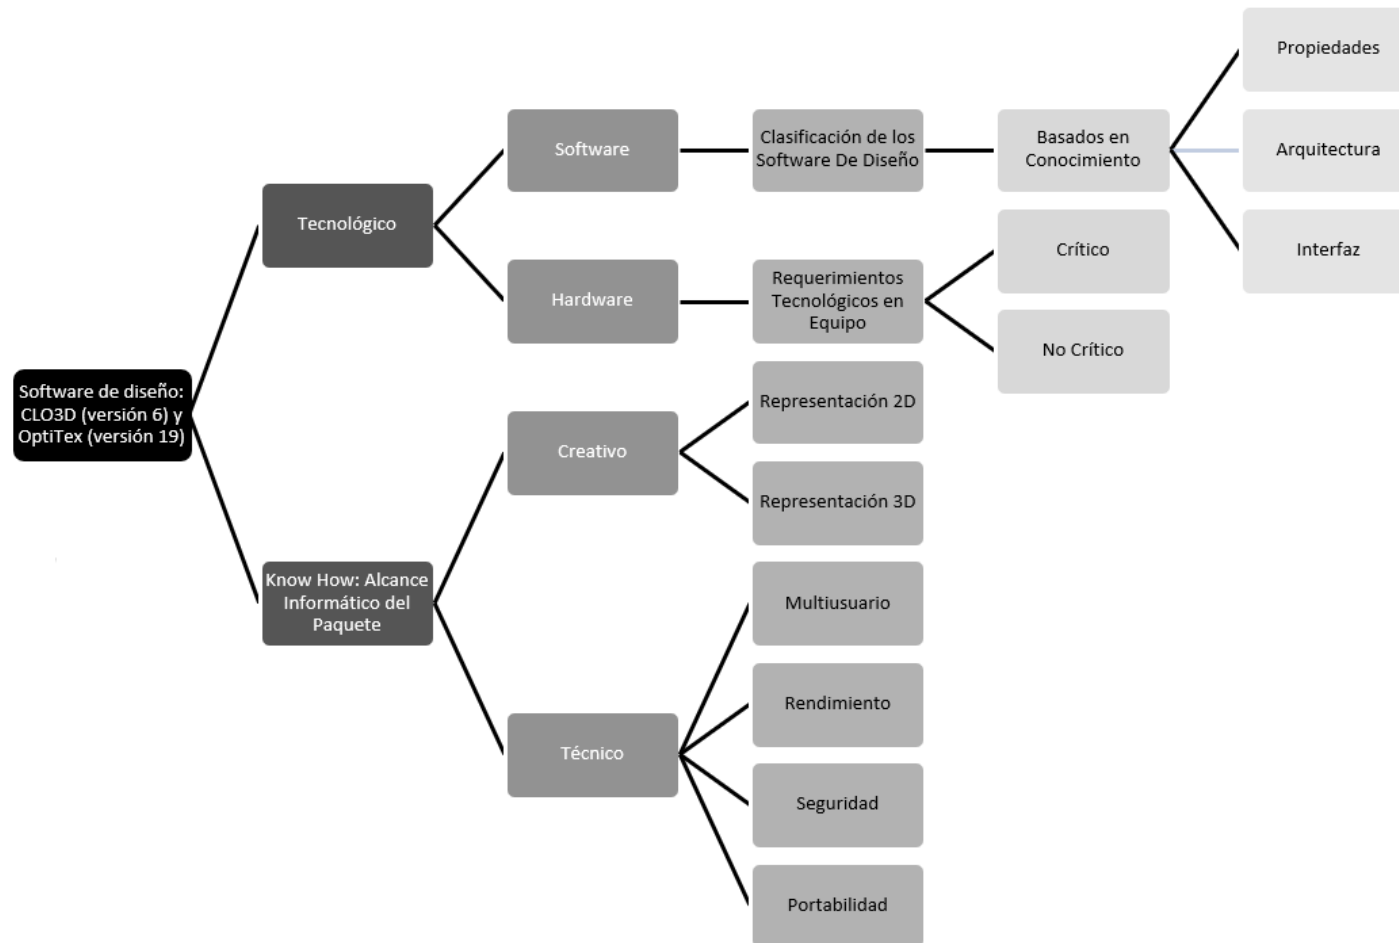 Software de diseño:
CLO3D (versión 6) y
OptiTex (versión 19)
Tecnológico
Software
Clasificación de los
Software De Diseño
Basados en
Conocimiento
Propiedades
Arquitectura
Interfaz
Hardware
Requerimientos
Tecnológicos en
Equipo
Crítico
No Crítico
Know How: Alcance
Informático del
Paquete
Creativo
Representación 2D
Representación 3D
Técnico
Multiusuario
Rendimiento
Seguridad
Portabilidad